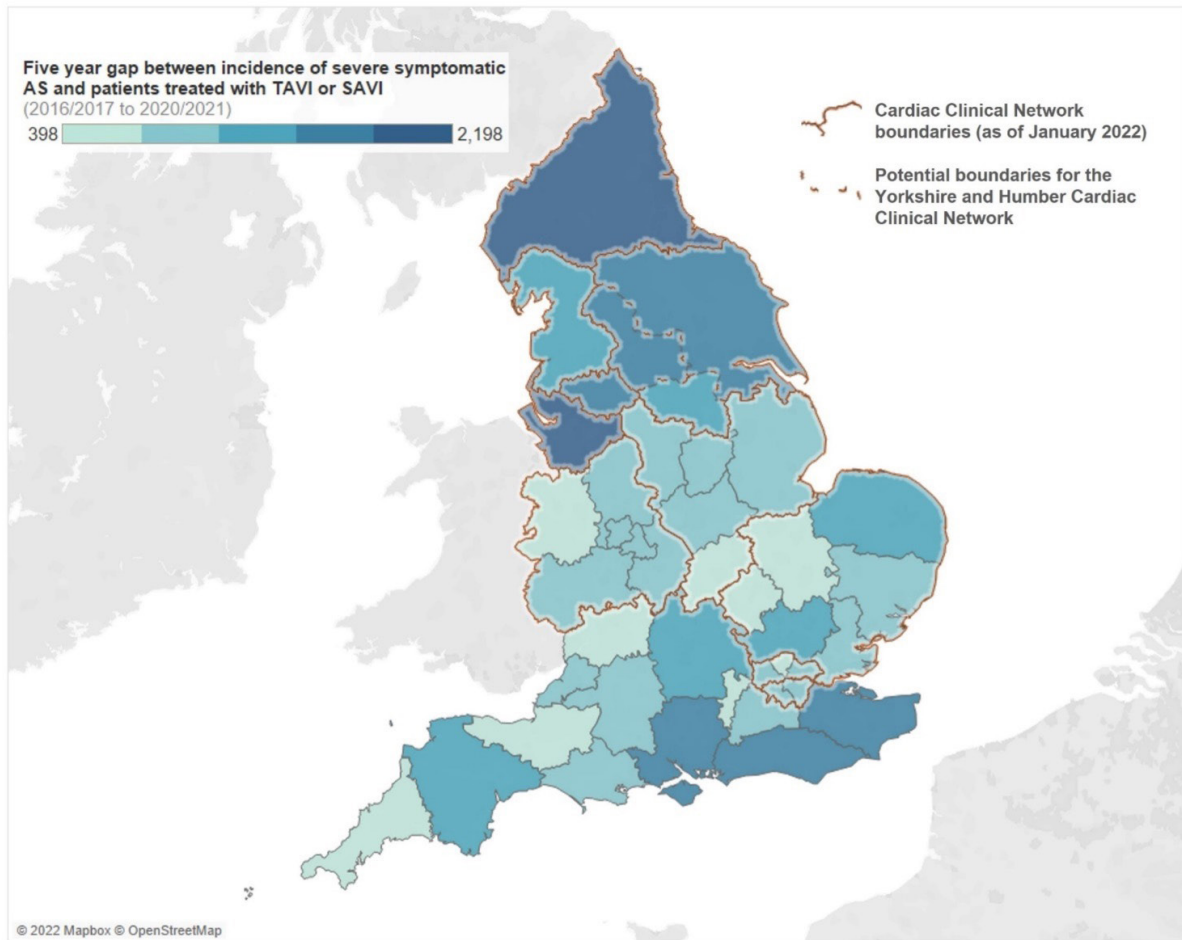 Five year gap between incidence of severe symptomatic
AS and patients treated with TAVI or SAVI
(2016/2017 to 2020/2021)
398 2,198
Cardiac Clinical Network
boundaries (as of January 2022)
Potential boundaries for the
Yorkshire and Humber Cardiac
Clinical Network
© 2022 Mapbox © OpenStreetMap